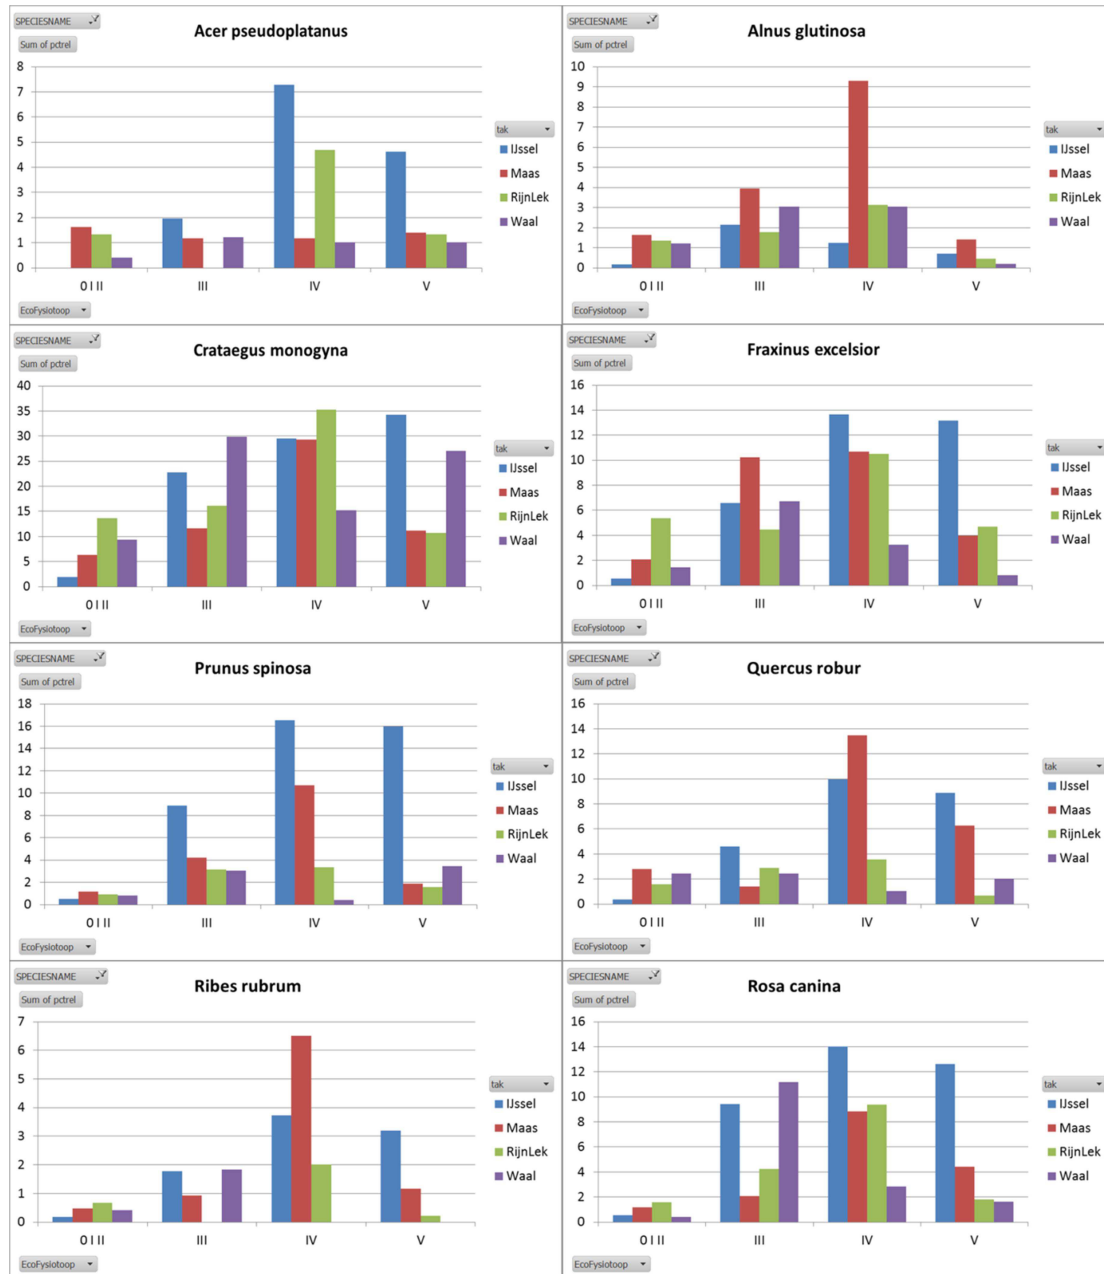 SPECIESNAME
Acer pseudoplatanus
Sum of pctrel
8
7
6
5
4
3
2
1
0
O I II III IV V
tak
IJssel
Maas
RijnLek
Waal
EcoFysiotoop
SPECIESNAME
Alnus glutinosa
Sum of pctrel
10
9
8
7
6
5
4
3
2
1
0
O I II III IV V
tak
IJssel
Maas
RijnLek
Waal
EcoFysiotoop
SPECIESNAME
Crataegus monogyna
Sum of pctrel
40
35
30
25
20
15
10
5
0
O I II III IV V
tak
IJssel
Maas
RijnLek
Waal
EcoFysiotoop
SPECIESNAME
Fraxinus excelsior
Sum of pctrel
16
14
12
10
8
6
4
2
0
O I II III IV V
tak
IJssel
Maas
RijnLek
Waal
EcoFysiotoop
SPECIESNAME
Prunus spinosa
Sum of pctrel
18
16
14
12
10
8
6
4
2
0
O I II III IV V
tak
IJssel
Maas
RijnLek
Waal
EcoFysiotoop
SPECIESNAME
Quercus robur
Sum of pctrel
16
14
12
10
8
6
4
2
0
O I II III IV V
tak
IJssel
Maas
RijnLek
Waal
EcoFysiotoop
SPECIESNAME
Ribes rubrum
Sum of pctrel
7
6
5
4
3
2
1
0
O I II III IV V
tak
IJssel
Maas
RijnLek
Waal
EcoFysiotoop
SPECIESNAME
Rosa canina
Sum of pctrel
16
14
12
10
8
6
4
2
0
O I II III IV V
tak
IJssel
Maas
RijnLek
Waal
EcoFysiotoop